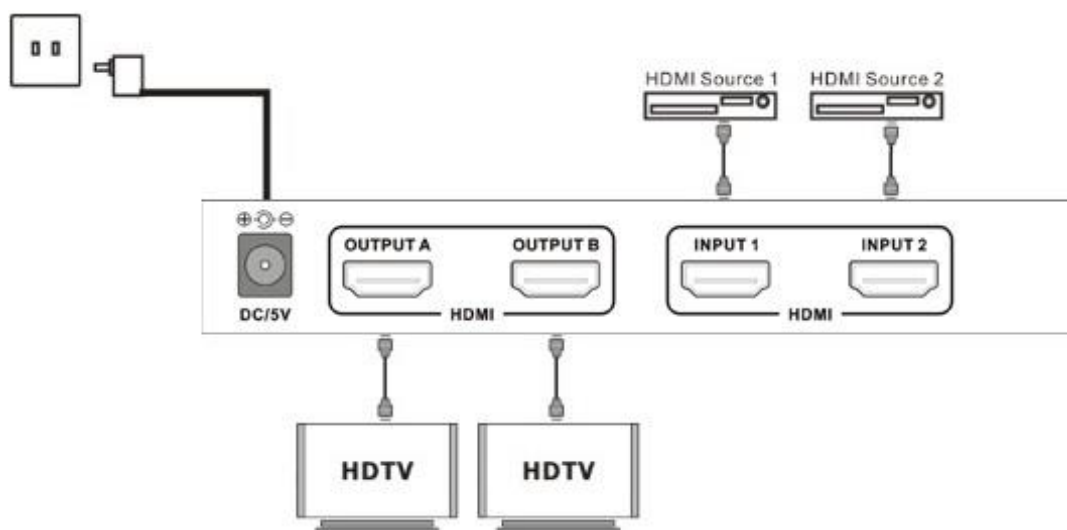 HDMI Source 1
HDMI Source 2
OUTPUT A
OUTPUT B
INPUT 1
INPUT 2
DC/5V
HDMI
HDMI
HDTV
HDTV